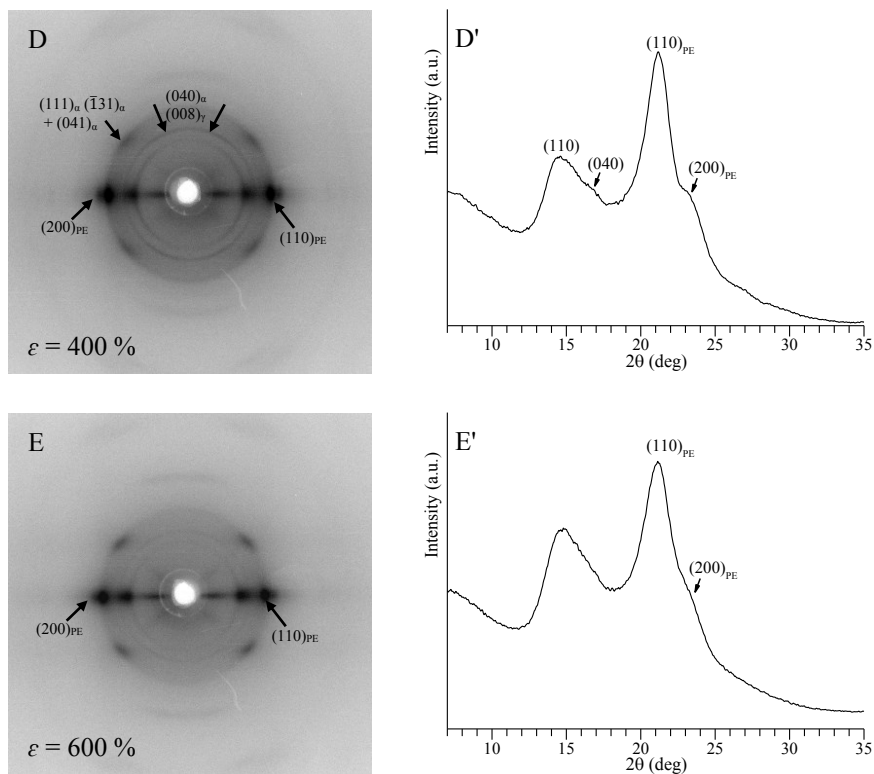 D
(111)α (1̄31)α
+ (041)α
(040)α
(008)γ
(200)PE
(110)PE
ε = 400 %
D'
Intensity (a.u.)
(110)
(040)
(110)PE
(200)PE
10 15 20 25 30 35
2θ (deg)
E
(200)PE
(110)PE
ε = 600 %
E'
Intensity (a.u.)
(110)PE
(200)PE
10 15 20 25 30 35
2θ (deg)